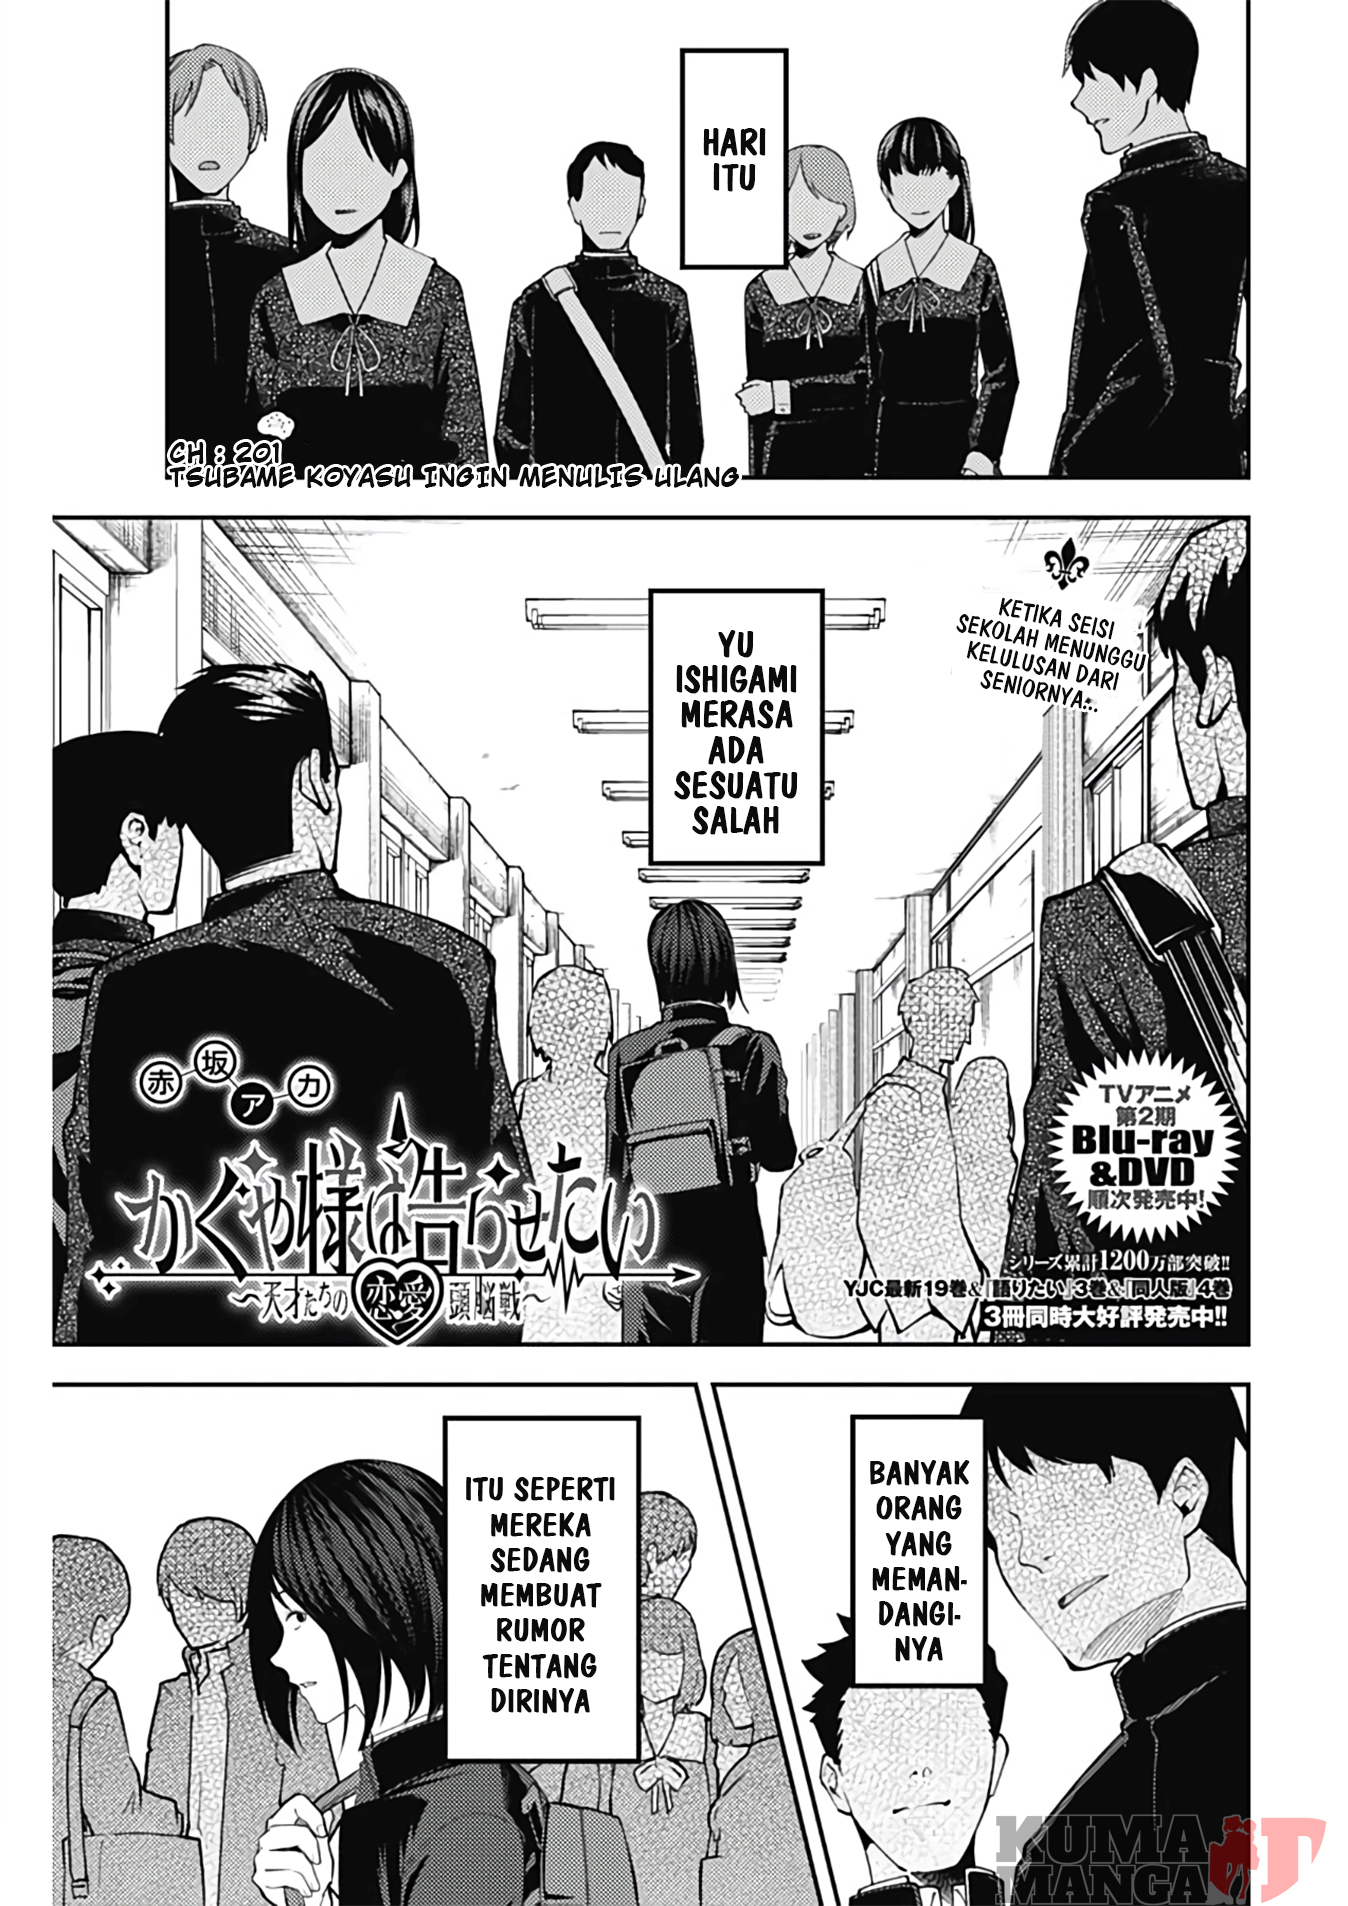 HARI
ITU
CH : 201
TSUBAME KOYASU INGIN MENULIS ULANG
KETIKA SEISI
SEKOLAH MENUNGGU
KELULUSAN DARI
SENIORNYA...
YU
ISHIGAMI
MERASA
ADA
SESUATU
SALAH
赤坂アカ
かぐや様は告らせたい
～天才たちの恋愛頭脳戦～
TVアニメ
第2期
Blu-ray
&DVD
順次発売中!
シリーズ累計1200万部突破!!
YJC最新19巻&『語りたい』3巻&『同人版』4巻
3冊同時大好評発売中!!
BANYAK
ORANG
YANG
MEMAN-
DANGI-
NYA
ITU SEPERTI
MEREKA
SEDANG
MEMBUAT
RUMOR
TENTANG
DIRINYA
KUMA
MANGA